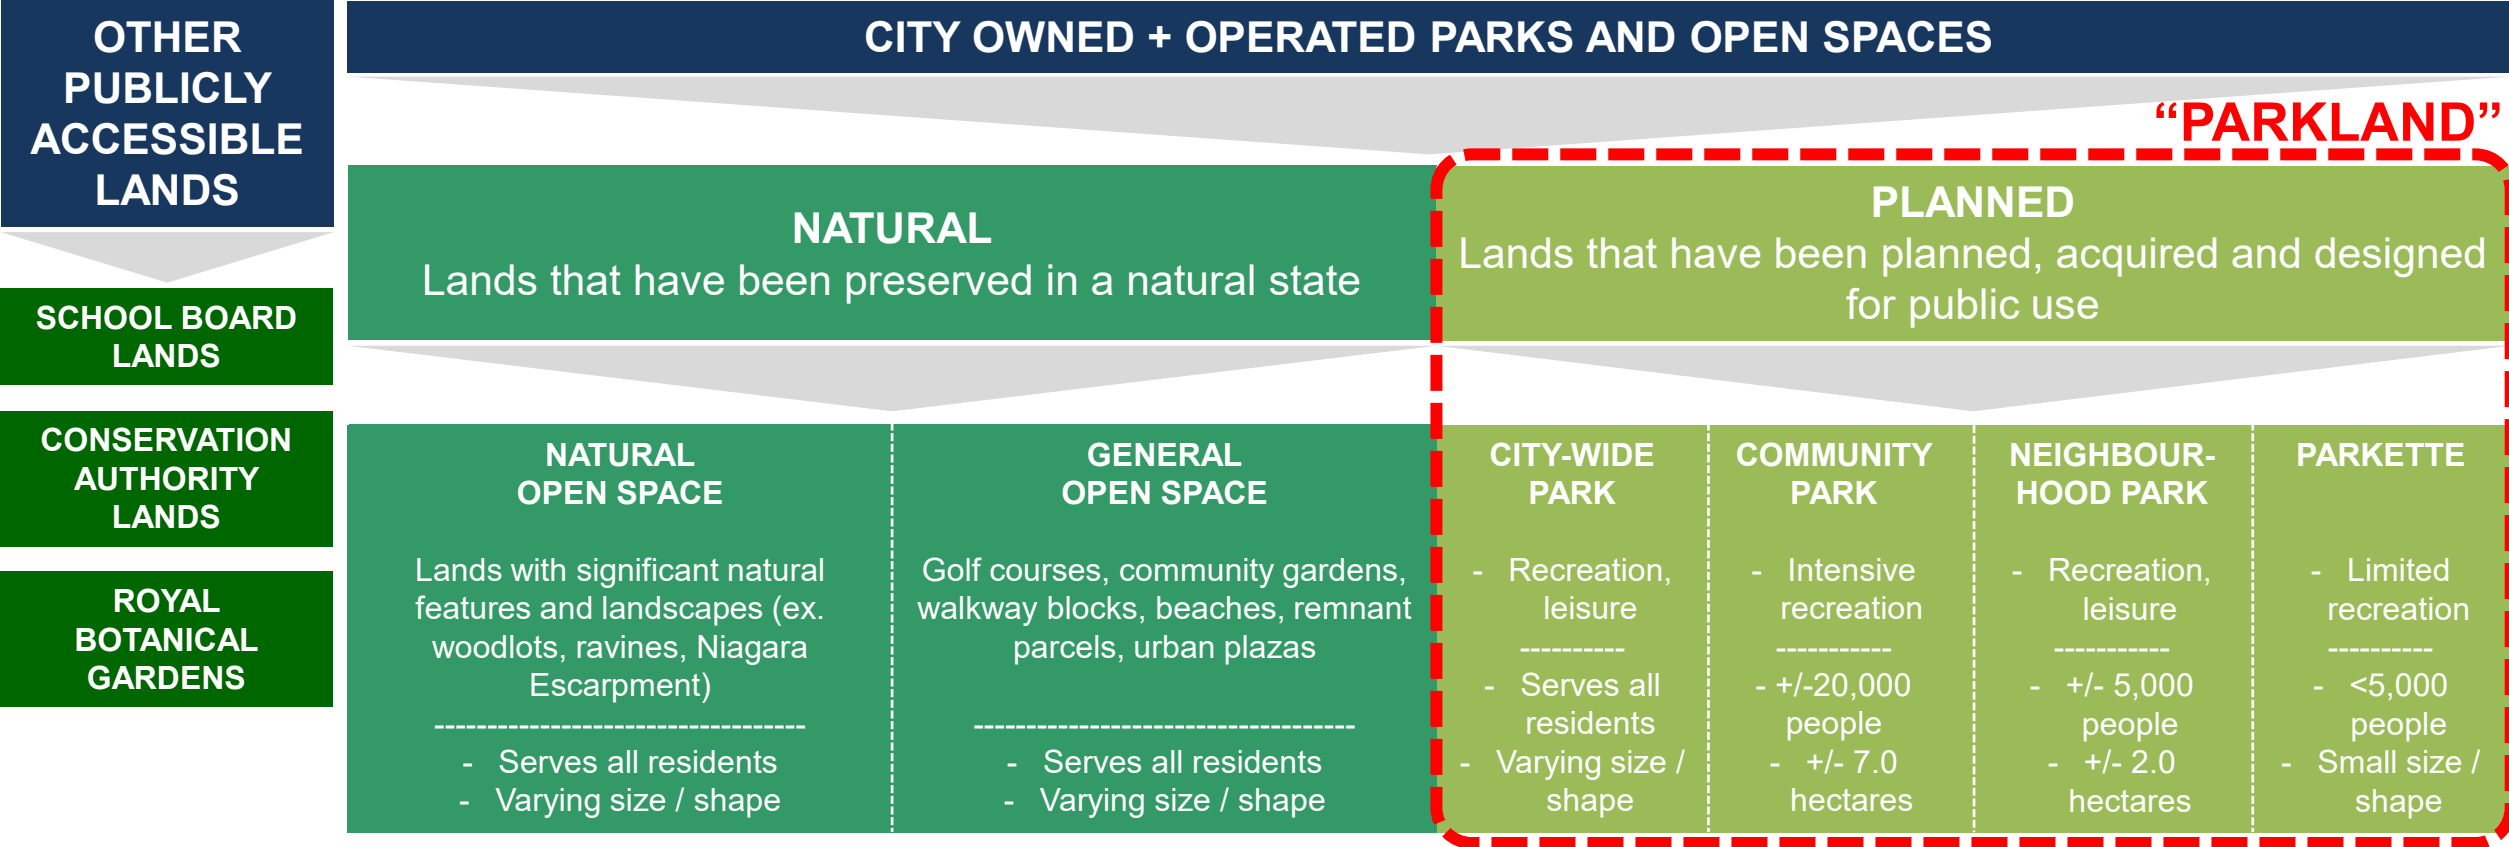 OTHER
PUBLICLY
ACCESSIBLE
LANDS
SCHOOL BOARD
LANDS
CONSERVATION
AUTHORITY
LANDS
ROYAL
BOTANICAL
GARDENS
CITY OWNED + OPERATED PARKS AND OPEN SPACES
“PARKLAND”
NATURAL
Lands that have been preserved in a natural state
PLANNED
Lands that have been planned, acquired and designed
for public use
NATURAL
OPEN SPACE
Lands with significant natural
features and landscapes (ex.
woodlots, ravines, Niagara
Escarpment)
-----------------------------------
- Serves all residents
- Varying size / shape
GENERAL
OPEN SPACE
Golf courses, community gardens,
walkway blocks, beaches, remnant
parcels, urban plazas
------------------------------------
- Serves all residents
- Varying size / shape
CITY-WIDE
PARK
- Recreation,
leisure
----------
- Serves all
residents
- Varying size /
shape
COMMUNITY
PARK
- Intensive
recreation
-----------
- +/-20,000
people
- +/- 7.0
hectares
NEIGHBOUR-
HOOD PARK
- Recreation,
leisure
-----------
- +/- 5,000
people
- +/- 2.0
hectares
PARKETTE
- Limited
recreation
----------
- <5,000
people
- Small size /
shape